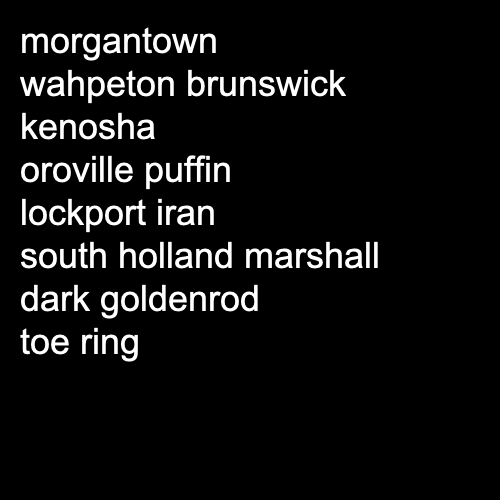 morgantown
wahpeton brunswick
kenosha
oroville puffin
lockport iran
south holland marshall
dark goldenrod
toe ring